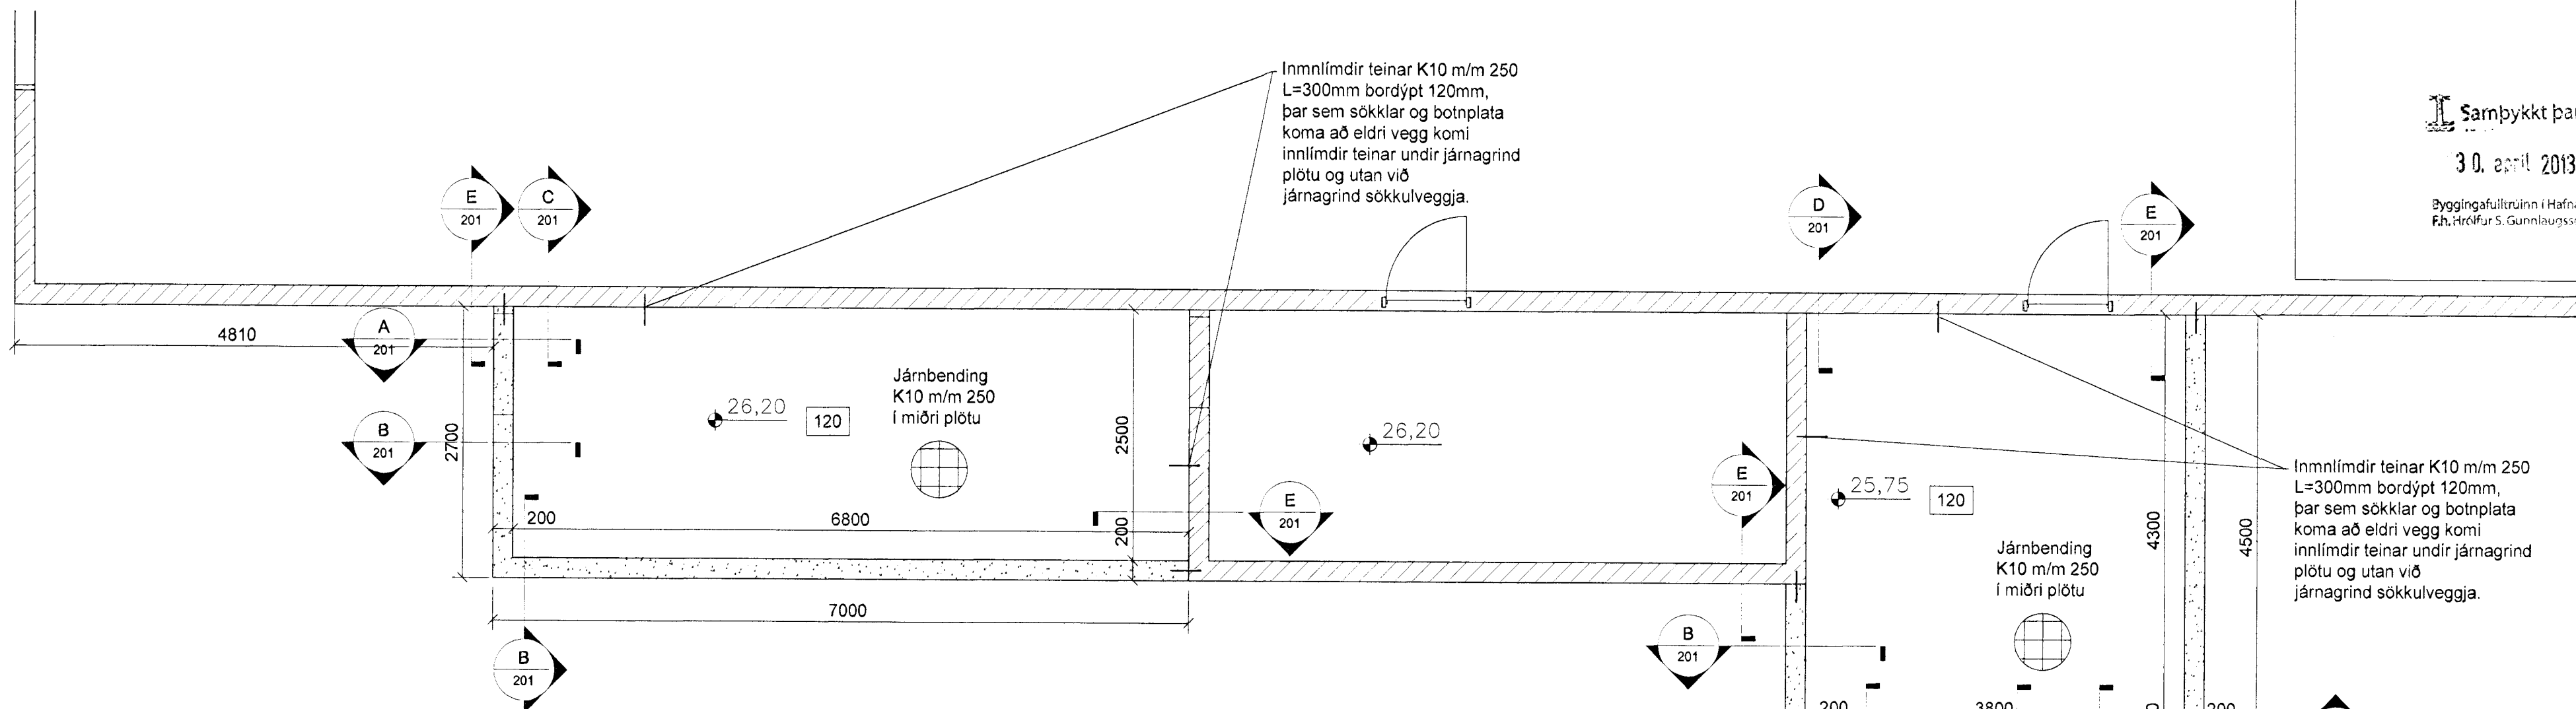 Inmnlímdir teinar K10 m/m 250
L=300mm bordýpt 120mm,
þar sem sökklar og botnplata
koma að eldri vegg komi
innlímdir teinar undir járnagrind
plötu og utan við
járnagrind sökkulveggja.
Samþykkt
30. apríl 2013
Byggingafulltrúinn í
F.h. Hrólfur S.
E
201
C
201
D
201
E
201
4810
A
201
B
201
2700
26,20
120
Járnbending
K10 m/m 250
í miðri plötu
2500
200
200
6800
7000
B
201
E
201
26,20
E
201
25,75
120
4300
4500
Inmnlímdir teinar K10 m/m 250
L=300mm bordýpt 120mm,
þar sem sökklar og botnplata
koma að eldri vegg komi
innlímdir teinar undir járnagrind
plötu og utan við
járnagrind sökkulveggja.
Járnbending
K10 m/m 250
í miðri plötu
B
201
200
3800
200